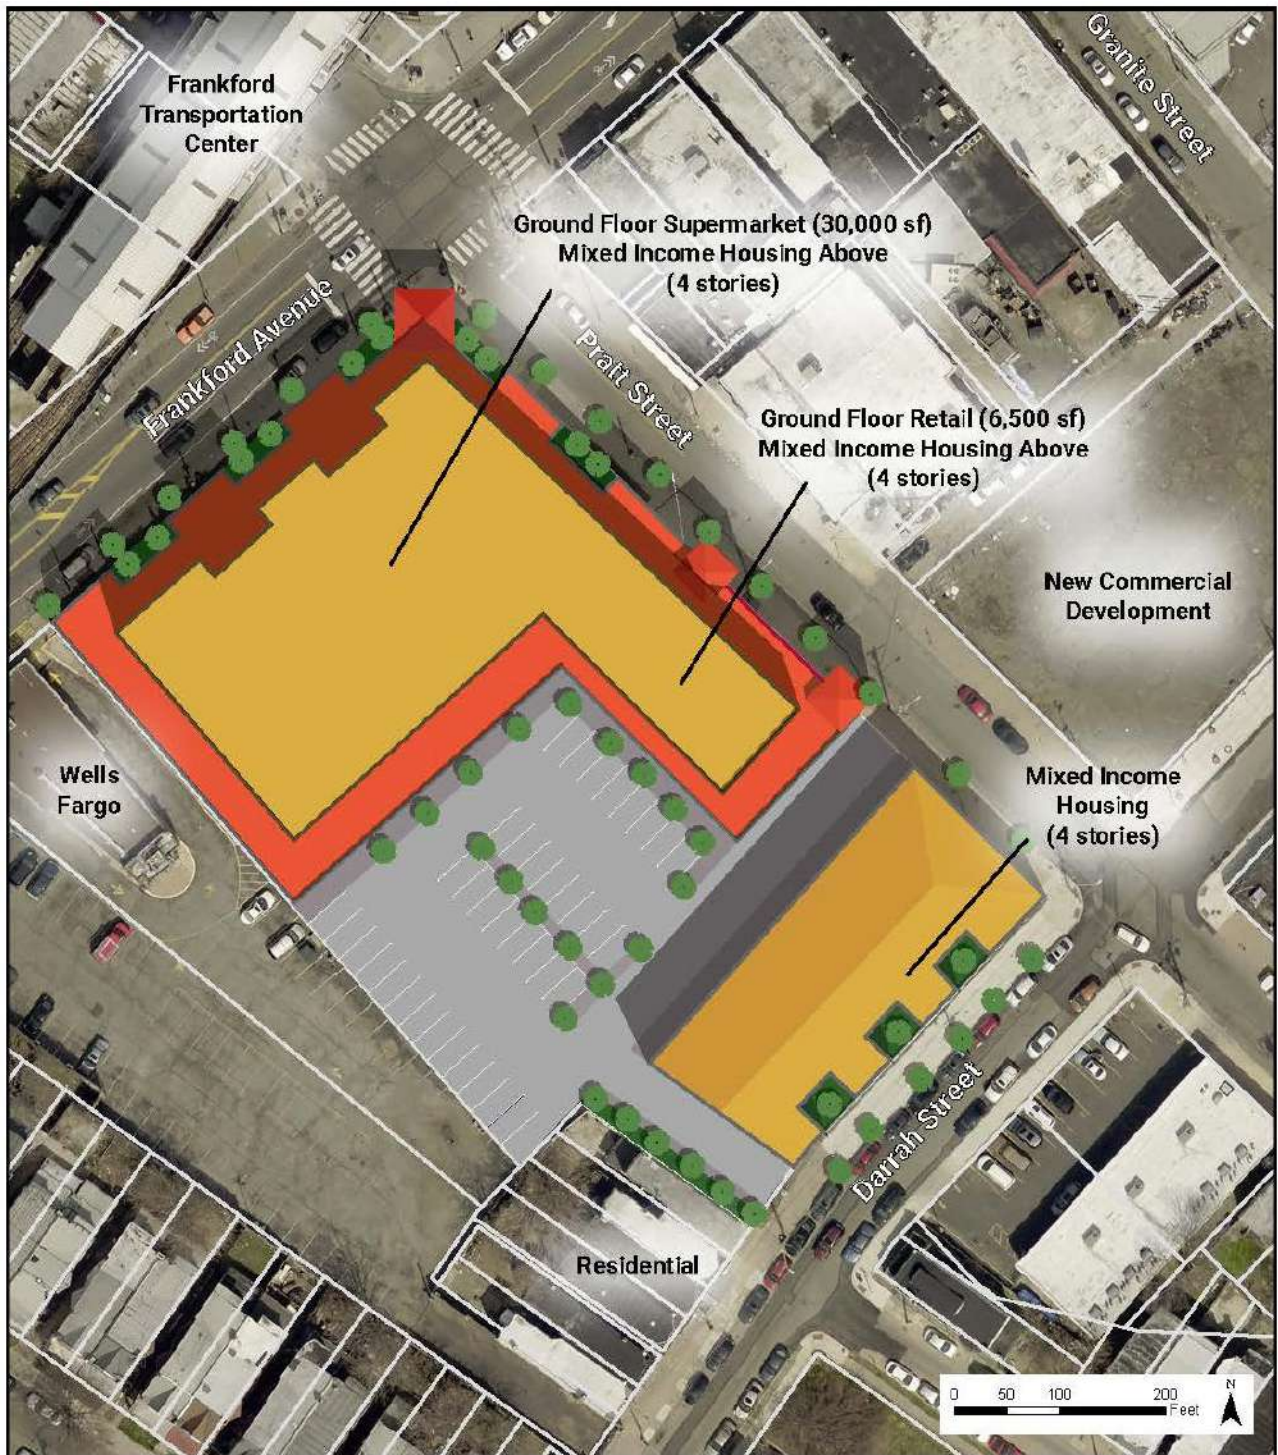 Granite Street
Frankford
Transportation
Center
Ground Floor Supermarket (30,000 sf)
Mixed Income Housing Above
(4 stories)
Frankford Avenue
Pratt Street
Ground Floor Retail (6,500 sf)
Mixed Income Housing Above
(4 stories)
New Commercial
Development
Wells
Fargo
Mixed Income
Housing
(4 stories)
Darrah Street
Residential
0 50 100 200
Feet
N